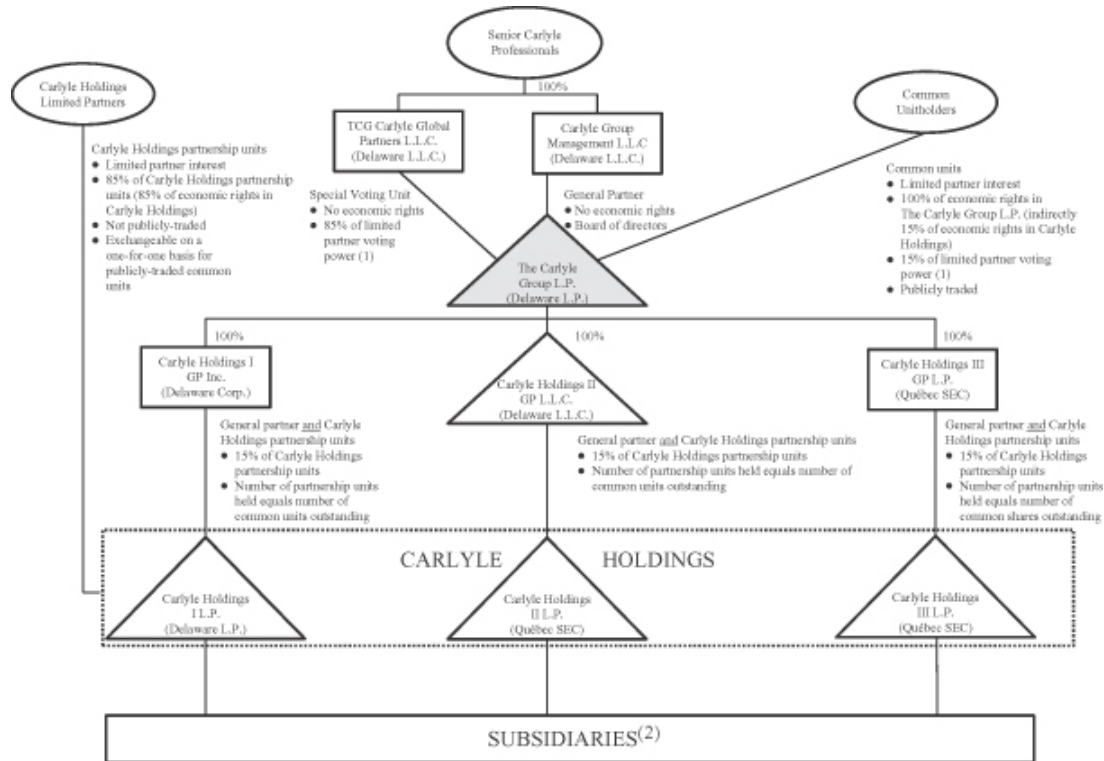 Senior Carlyle
Professionals
Carlyle Holdings
Limited Partners
Common
Unitholders
100%
TCG Carlyle Global
Partners L.L.C.
(Delaware L.L.C.)
Carlyle Group
Management L.L.C
(Delaware L.L.C.)
Carlyle Holdings partnership units
● Limited partner interest
● 85% of Carlyle Holdings partnership
units (85% of economic rights in
Carlyle Holdings)
● Not publicly-traded
● Exchangeable on a
one-for-one basis for
publicly-traded common
units
Special Voting Unit
● No economic rights
● 85% of limited
partner voting
power (1)
General Partner
● No economic rights
● Board of directors
Common units
● Limited partner interest
● 100% of economic rights in
The Carlyle Group L.P. (indirectly
15% of economic rights in Carlyle
Holdings)
● 15% of limited partner voting
power (1)
● Publicly traded
The Carlyle
Group L.P.
(Delaware L.P.)
100%
100%
100%
Carlyle Holdings I
GP Inc.
(Delaware Corp.)
Carlyle Holdings II
GP L.L.C.
(Delaware L.L.C.)
Carlyle Holdings III
GP L.P.
(Québec SEC)
General partner and Carlyle
Holdings partnership units
● 15% of Carlyle Holdings
partnership units
● Number of partnership units
held equals number of
common units outstanding
General partner and Carlyle Holdings partnership units
● 15% of Carlyle Holdings partnership units
● Number of partnership units held equals number of
common units outstanding
General partner and Carlyle
Holdings partnership units
● 15% of Carlyle Holdings
partnership units
● Number of partnership units
held equals number of
common shares outstanding
CARLYLE HOLDINGS
Carlyle Holdings
I L.P.
(Delaware L.P.)
Carlyle Holdings
II L.P.
(Québec SEC)
Carlyle Holdings
III L.P.
(Québec SEC)
SUBSIDIARIES(2)